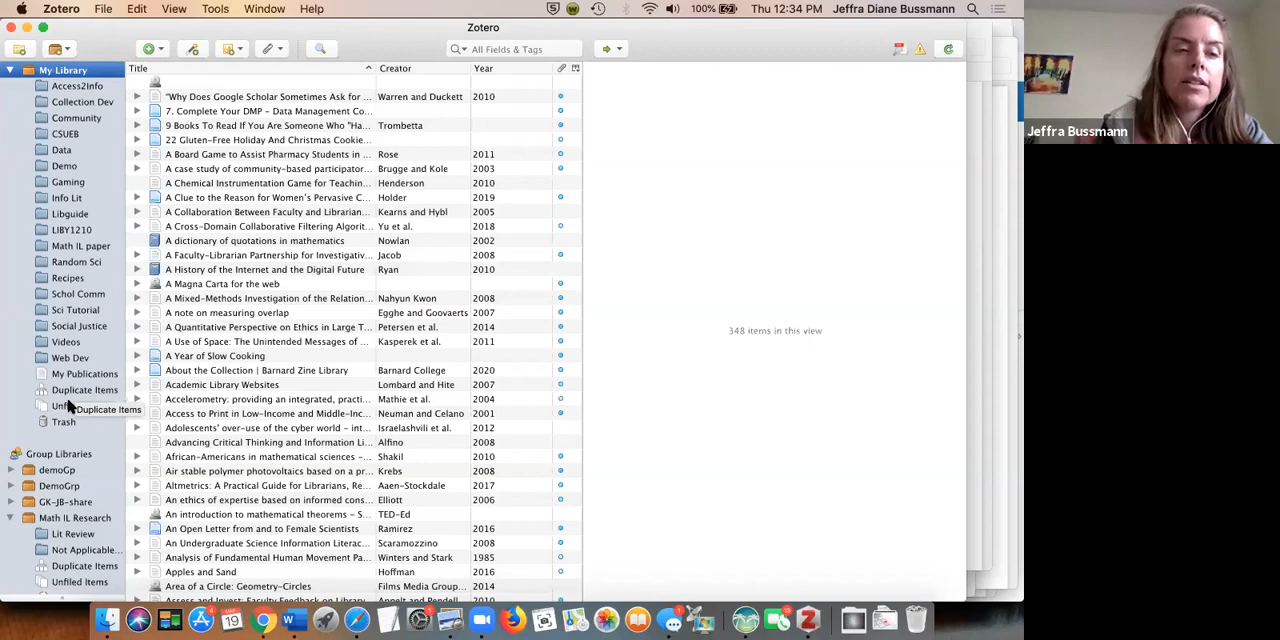 Zotero File Edit View Tools Window Help 5 W 100% Thu 12:34 PM Jeffra Diane Bussmann
Zotero
All Fields & Tags
Title Creator Year
My Library
Access2Info
Collection Dev
Community
CSUEB
Data
Demo
Gaming
Info Lit
Libguide
LIBY1210
Math IL paper
Random Sci
Recipes
Schol Comm
Sci Tutorial
Social Justice
Videos
Web Dev
My Publications
Duplicate Items
Duplicate Items
Trash
Group Libraries
demoGp
DemoGrp
GK-JB-share
Math IL Research
Lit Review
Not Applicable...
Duplicate Items
Unfiled Items
"Why Does Google Scholar Sometimes Ask for ... Warren and Duckett 2010
7. Complete Your DMP - Data Management Co...
9 Books To Read If You Are Someone Who "Ha... Trombetta
22 Gluten-Free Holiday And Christmas Cookie...
A Board Game to Assist Pharmacy Students in ... Rose 2011
A case study of community-based participator... Brugge and Kole 2003
A Chemical Instrumentation Game for Teachin... Henderson 2010
A Clue to the Reason for Women's Pervasive C... Holder 2019
A Collaboration Between Faculty and Librarian... Kearns and Hybl 2005
A Cross-Domain Collaborative Filtering Algorit... Yu et al. 2018
A dictionary of quotations in mathematics Nowlan 2002
A Faculty-Librarian Partnership for Investigativ... Jacob 2008
A History of the Internet and the Digital Future Ryan 2010
A Magna Carta for the web
A Mixed-Methods Investigation of the Relation... Nahyun Kwon 2008
A note on measuring overlap Egghe and Goovaerts 2007
A Quantitative Perspective on Ethics in Large T... Petersen et al. 2014
A Use of Space: The Unintended Messages of ... Kasperek et al. 2011
A Year of Slow Cooking
About the Collection | Barnard Zine Library Barnard College 2020
Academic Library Websites Lombard and Hite 2007
Accelerometry: providing an integrated, practi... Mathie et al. 2004
Access to Print in Low-Income and Middle-Inc... Neuman and Celano 2001
Adolescents' over-use of the cyber world – int... Israelashvili et al. 2012
Advancing Critical Thinking and Information Li... Alfino 2008
African-Americans in mathematical sciences -... Shakil 2010
Air stable polymer photovoltaics based on a pr... Krebs 2008
Altmetrics: A Practical Guide for Librarians, Re... Aaen-Stockdale 2017
An ethics of expertise based on informed cons... Elliott 2006
An introduction to mathematical theorems - S... TED-Ed
An Open Letter from and to Female Scientists Ramirez 2016
An Undergraduate Science Information Literac... Scaramozzino 2008
Analysis of Fundamental Human Movement Pa... Winters and Stark 1985
Apples and Sand Hoffman 2016
Area of a Circle: Geometry-Circles Films Media Group... 2014
348 items in this view
Jeffra Bussmann
MAR
19